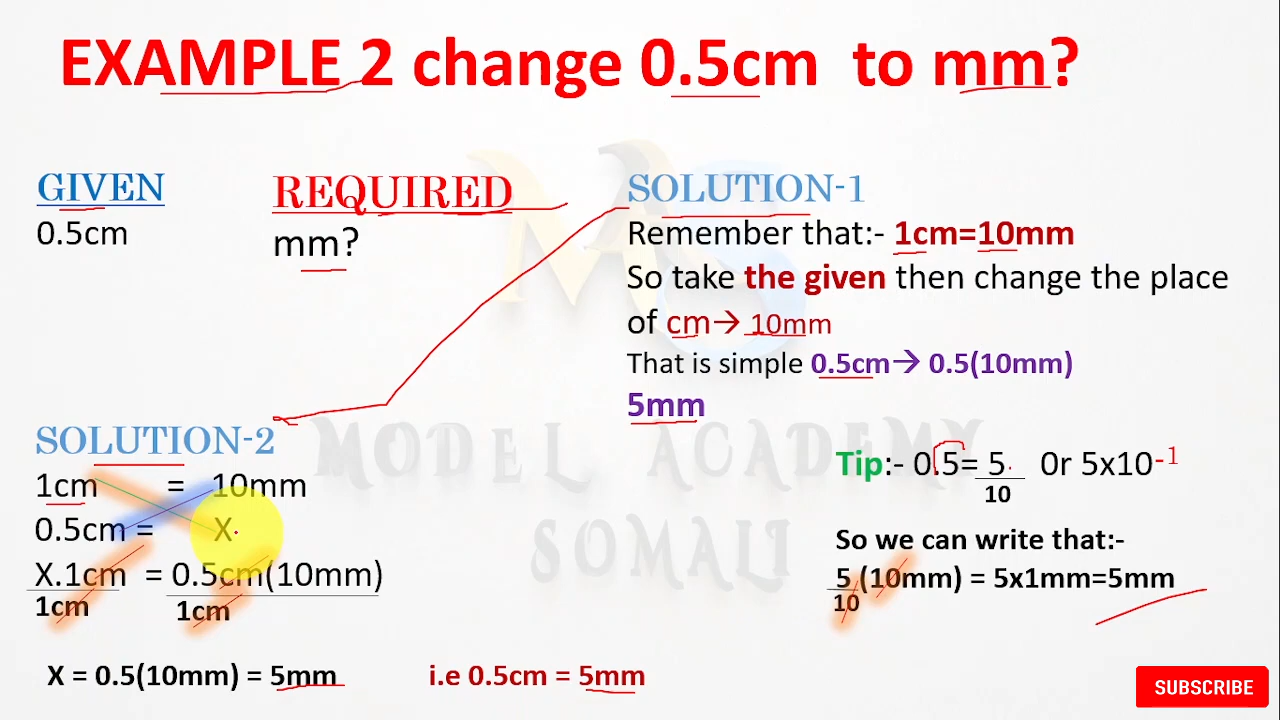 EXAMPLE 2 change 0.5cm to mm?
GIVEN
0.5cm
REQUIRED
mm?
SOLUTION-1
Remember that:- 1cm=10mm
So take the given then change the place
of cm→ 10mm
That is simple 0.5cm→ 0.5(10mm)
5mm
SOLUTION-2
1cm = 10mm
0.5cm = X
X.1cm = 0.5cm(10mm)
1cm 1cm
X = 0.5(10mm) = 5mm i.e 0.5cm = 5mm
Tip:- 0.5= 5 0r 5x10-1
10
So we can write that:-
5 (10mm) = 5x1mm=5mm
10
MODEL ACADEMY
SOMALI
SUBSCRIBE